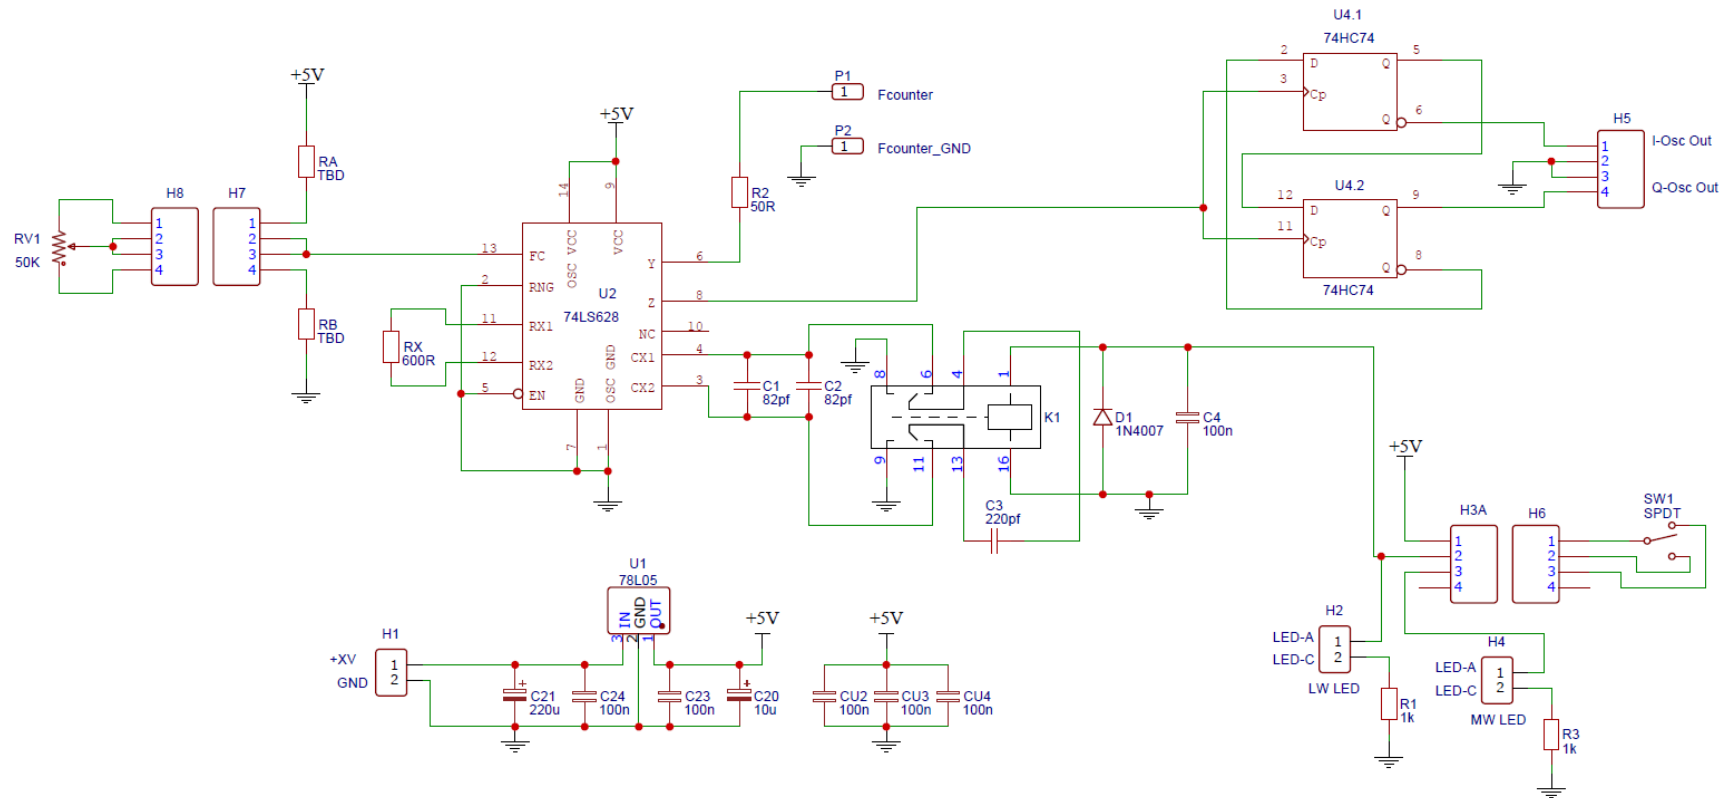 +5V
RA
TBD
H8
H7
1
2
3
4
1
2
3
4
RV1
50K
RB
TBD
+5V
14
9
OSC VCC
VCC
13
FC
2
RNG
11
RX1
12
RX2
5
EN
U2
74LS628
Y
6
Z
8
NC
10
CX1
4
CX2
3
GND
OSC GND
7
1
RX
600R
P1
1
Fcounter
P2
1
Fcounter_GND
R2
50R
C1
82pf
C2
82pf
8
6
4
1
K1
9
11
13
16
C3
220pf
D1
1N4007
C4
100n
U4.1
74HC74
2
D
Q
5
3
Cp
Q
6
U4.2
12
D
Q
9
11
Cp
Q
8
74HC74
H5
1
2
3
4
I-Osc Out
Q-Osc Out
+5V
H3A
1
2
3
4
H6
1
2
3
4
SW1
SPDT
H2
LED-A
1
LED-C
2
LW LED
R1
1k
H4
LED-A
1
LED-C
2
MW LED
R3
1k
H1
+XV
1
GND
2
U1
78L05
IN
GND
OUT
3
2
1
+5V
C21
220u
C24
100n
C23
100n
C20
10u
+5V
CU2
100n
CU3
100n
CU4
100n